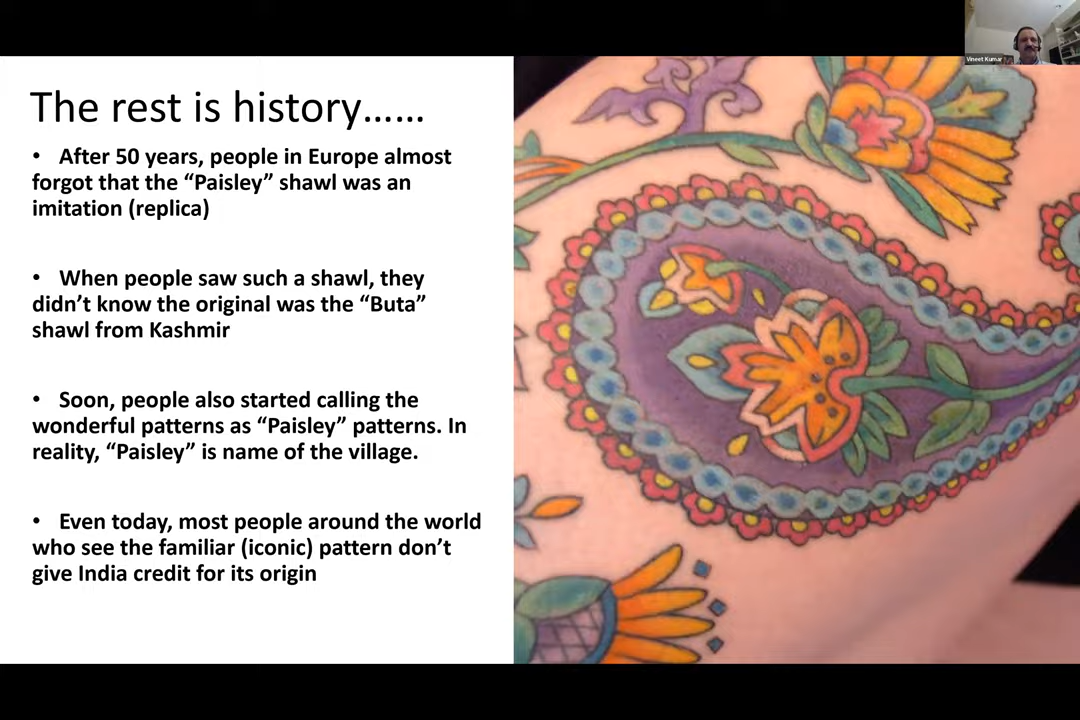 Vineet Kumar
The rest is history……
• After 50 years, people in Europe almost
forgot that the “Paisley” shawl was an
imitation (replica)
• When people saw such a shawl, they
didn’t know the original was the “Buta”
shawl from Kashmir
• Soon, people also started calling the
wonderful patterns as “Paisley” patterns. In
reality, “Paisley” is name of the village.
• Even today, most people around the world
who see the familiar (iconic) pattern don’t
give India credit for its origin